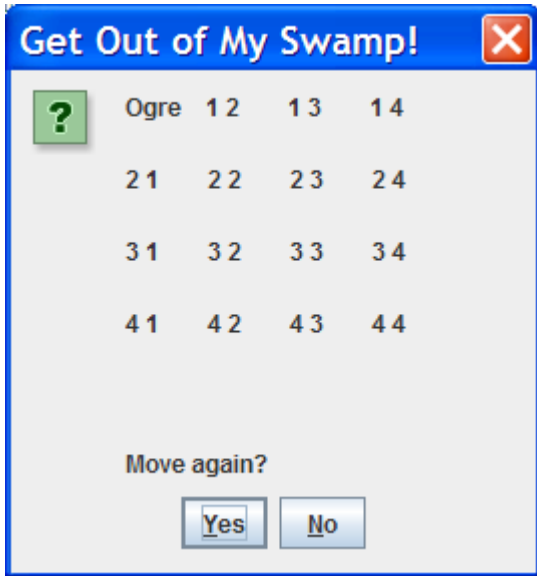 Get Out of My Swamp!
?
Ogre 1 2 1 3 1 4
2 1 2 2 2 3 2 4
3 1 3 2 3 3 3 4
4 1 4 2 4 3 4 4
Move again?
Yes No